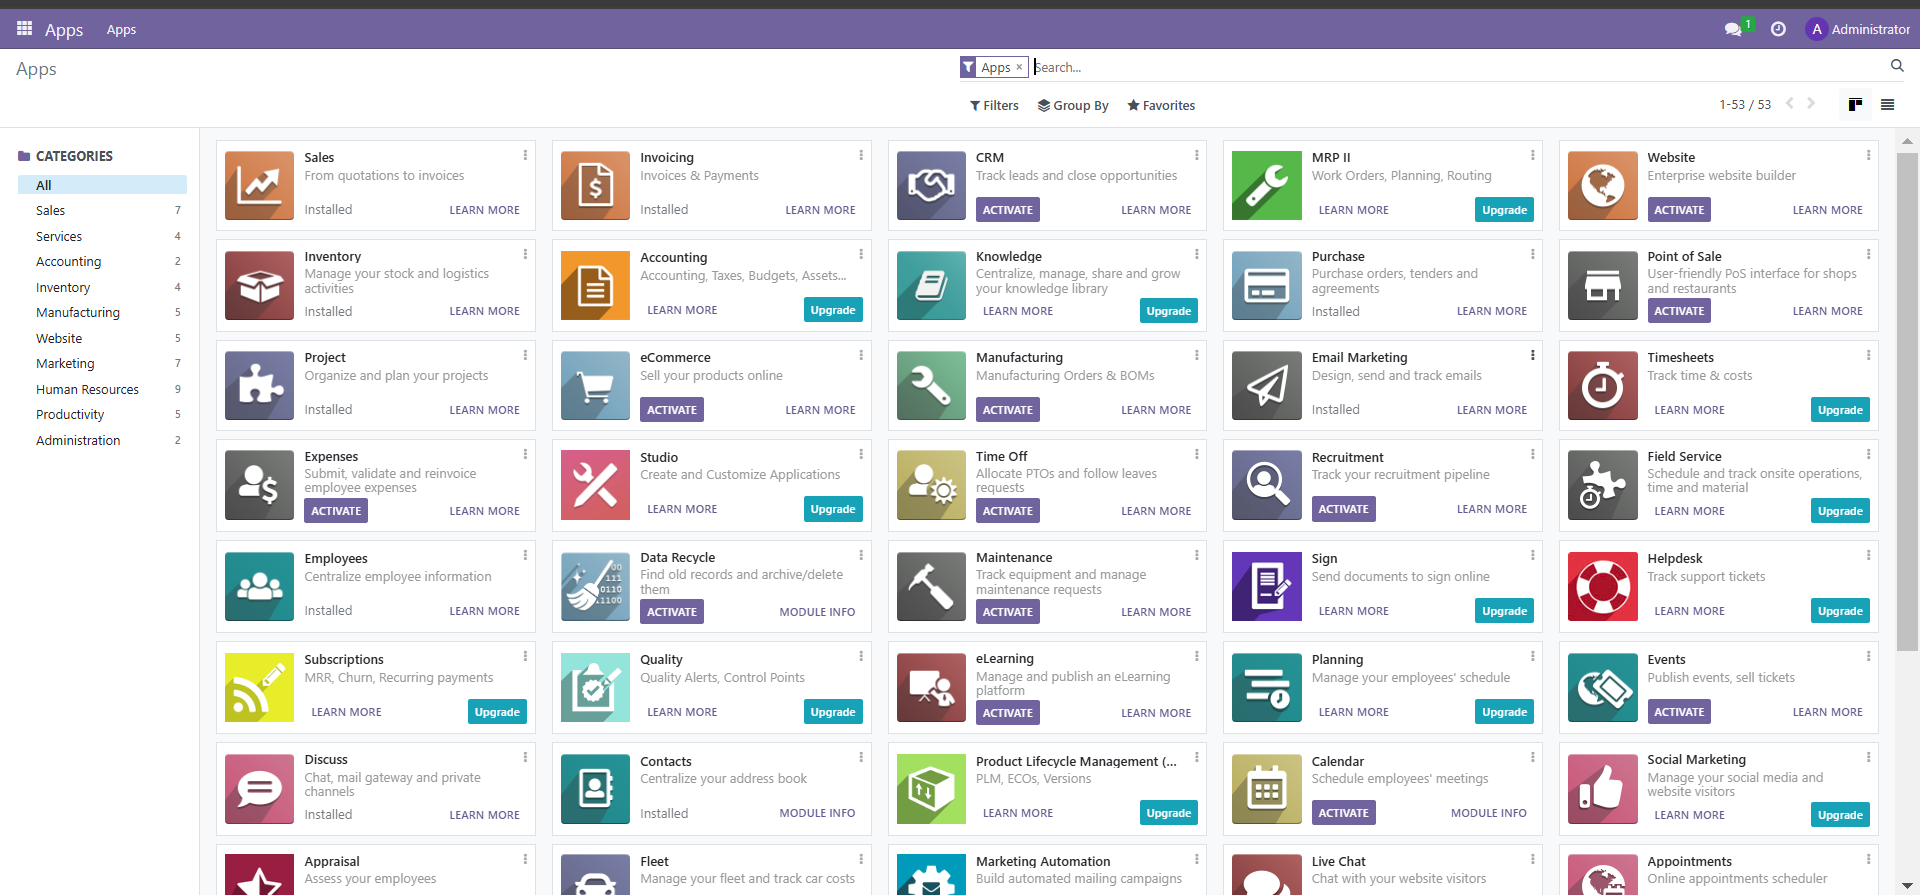 Apps Apps 1 A Administrator
Apps
Apps × Search...
Filters Group By Favorites 1-53 / 53
CATEGORIES
All
Sales 7
Services 4
Accounting 2
Inventory 4
Manufacturing 5
Website 5
Marketing 7
Human Resources 9
Productivity 5
Administration 2
Sales
From quotations to invoices
Installed LEARN MORE
Invoicing
Invoices & Payments
Installed LEARN MORE
CRM
Track leads and close opportunities
ACTIVATE LEARN MORE
MRP II
Work Orders, Planning, Routing
LEARN MORE Upgrade
Website
Enterprise website builder
ACTIVATE LEARN MORE
Inventory
Manage your stock and logistics
activities
Installed LEARN MORE
Accounting
Accounting, Taxes, Budgets, Assets...
LEARN MORE Upgrade
Knowledge
Centralize, manage, share and grow
your knowledge library
LEARN MORE Upgrade
Purchase
Purchase orders, tenders and
agreements
Installed LEARN MORE
Point of Sale
User-friendly PoS interface for shops
and restaurants
ACTIVATE LEARN MORE
Project
Organize and plan your projects
Installed LEARN MORE
eCommerce
Sell your products online
ACTIVATE LEARN MORE
Manufacturing
Manufacturing Orders & BOMs
ACTIVATE LEARN MORE
Email Marketing
Design, send and track emails
Installed LEARN MORE
Timesheets
Track time & costs
LEARN MORE Upgrade
Expenses
Submit, validate and reinvoice
employee expenses
ACTIVATE LEARN MORE
Studio
Create and Customize Applications
LEARN MORE Upgrade
Time Off
Allocate PTOs and follow leaves
requests
ACTIVATE LEARN MORE
Recruitment
Track your recruitment pipeline
ACTIVATE LEARN MORE
Field Service
Schedule and track onsite operations,
time and material
LEARN MORE Upgrade
Employees
Centralize employee information
Installed LEARN MORE
Data Recycle
Find old records and archive/delete
them
ACTIVATE MODULE INFO
Maintenance
Track equipment and manage
maintenance requests
ACTIVATE LEARN MORE
Sign
Send documents to sign online
LEARN MORE Upgrade
Helpdesk
Track support tickets
LEARN MORE Upgrade
Subscriptions
MRR, Churn, Recurring payments
LEARN MORE Upgrade
Quality
Quality Alerts, Control Points
LEARN MORE Upgrade
eLearning
Manage and publish an eLearning
platform
ACTIVATE LEARN MORE
Planning
Manage your employees' schedule
LEARN MORE Upgrade
Events
Publish events, sell tickets
ACTIVATE LEARN MORE
Discuss
Chat, mail gateway and private
channels
Installed LEARN MORE
Contacts
Centralize your address book
Installed MODULE INFO
Product Lifecycle Management (...
PLM, ECOs, Versions
LEARN MORE Upgrade
Calendar
Schedule employees' meetings
ACTIVATE MODULE INFO
Social Marketing
Manage your social media and
website visitors
LEARN MORE Upgrade
Appraisal
Assess your employees
Fleet
Manage your fleet and track car costs
Marketing Automation
Build automated mailing campaigns
Live Chat
Chat with your website visitors
Appointments
Online appointments scheduler